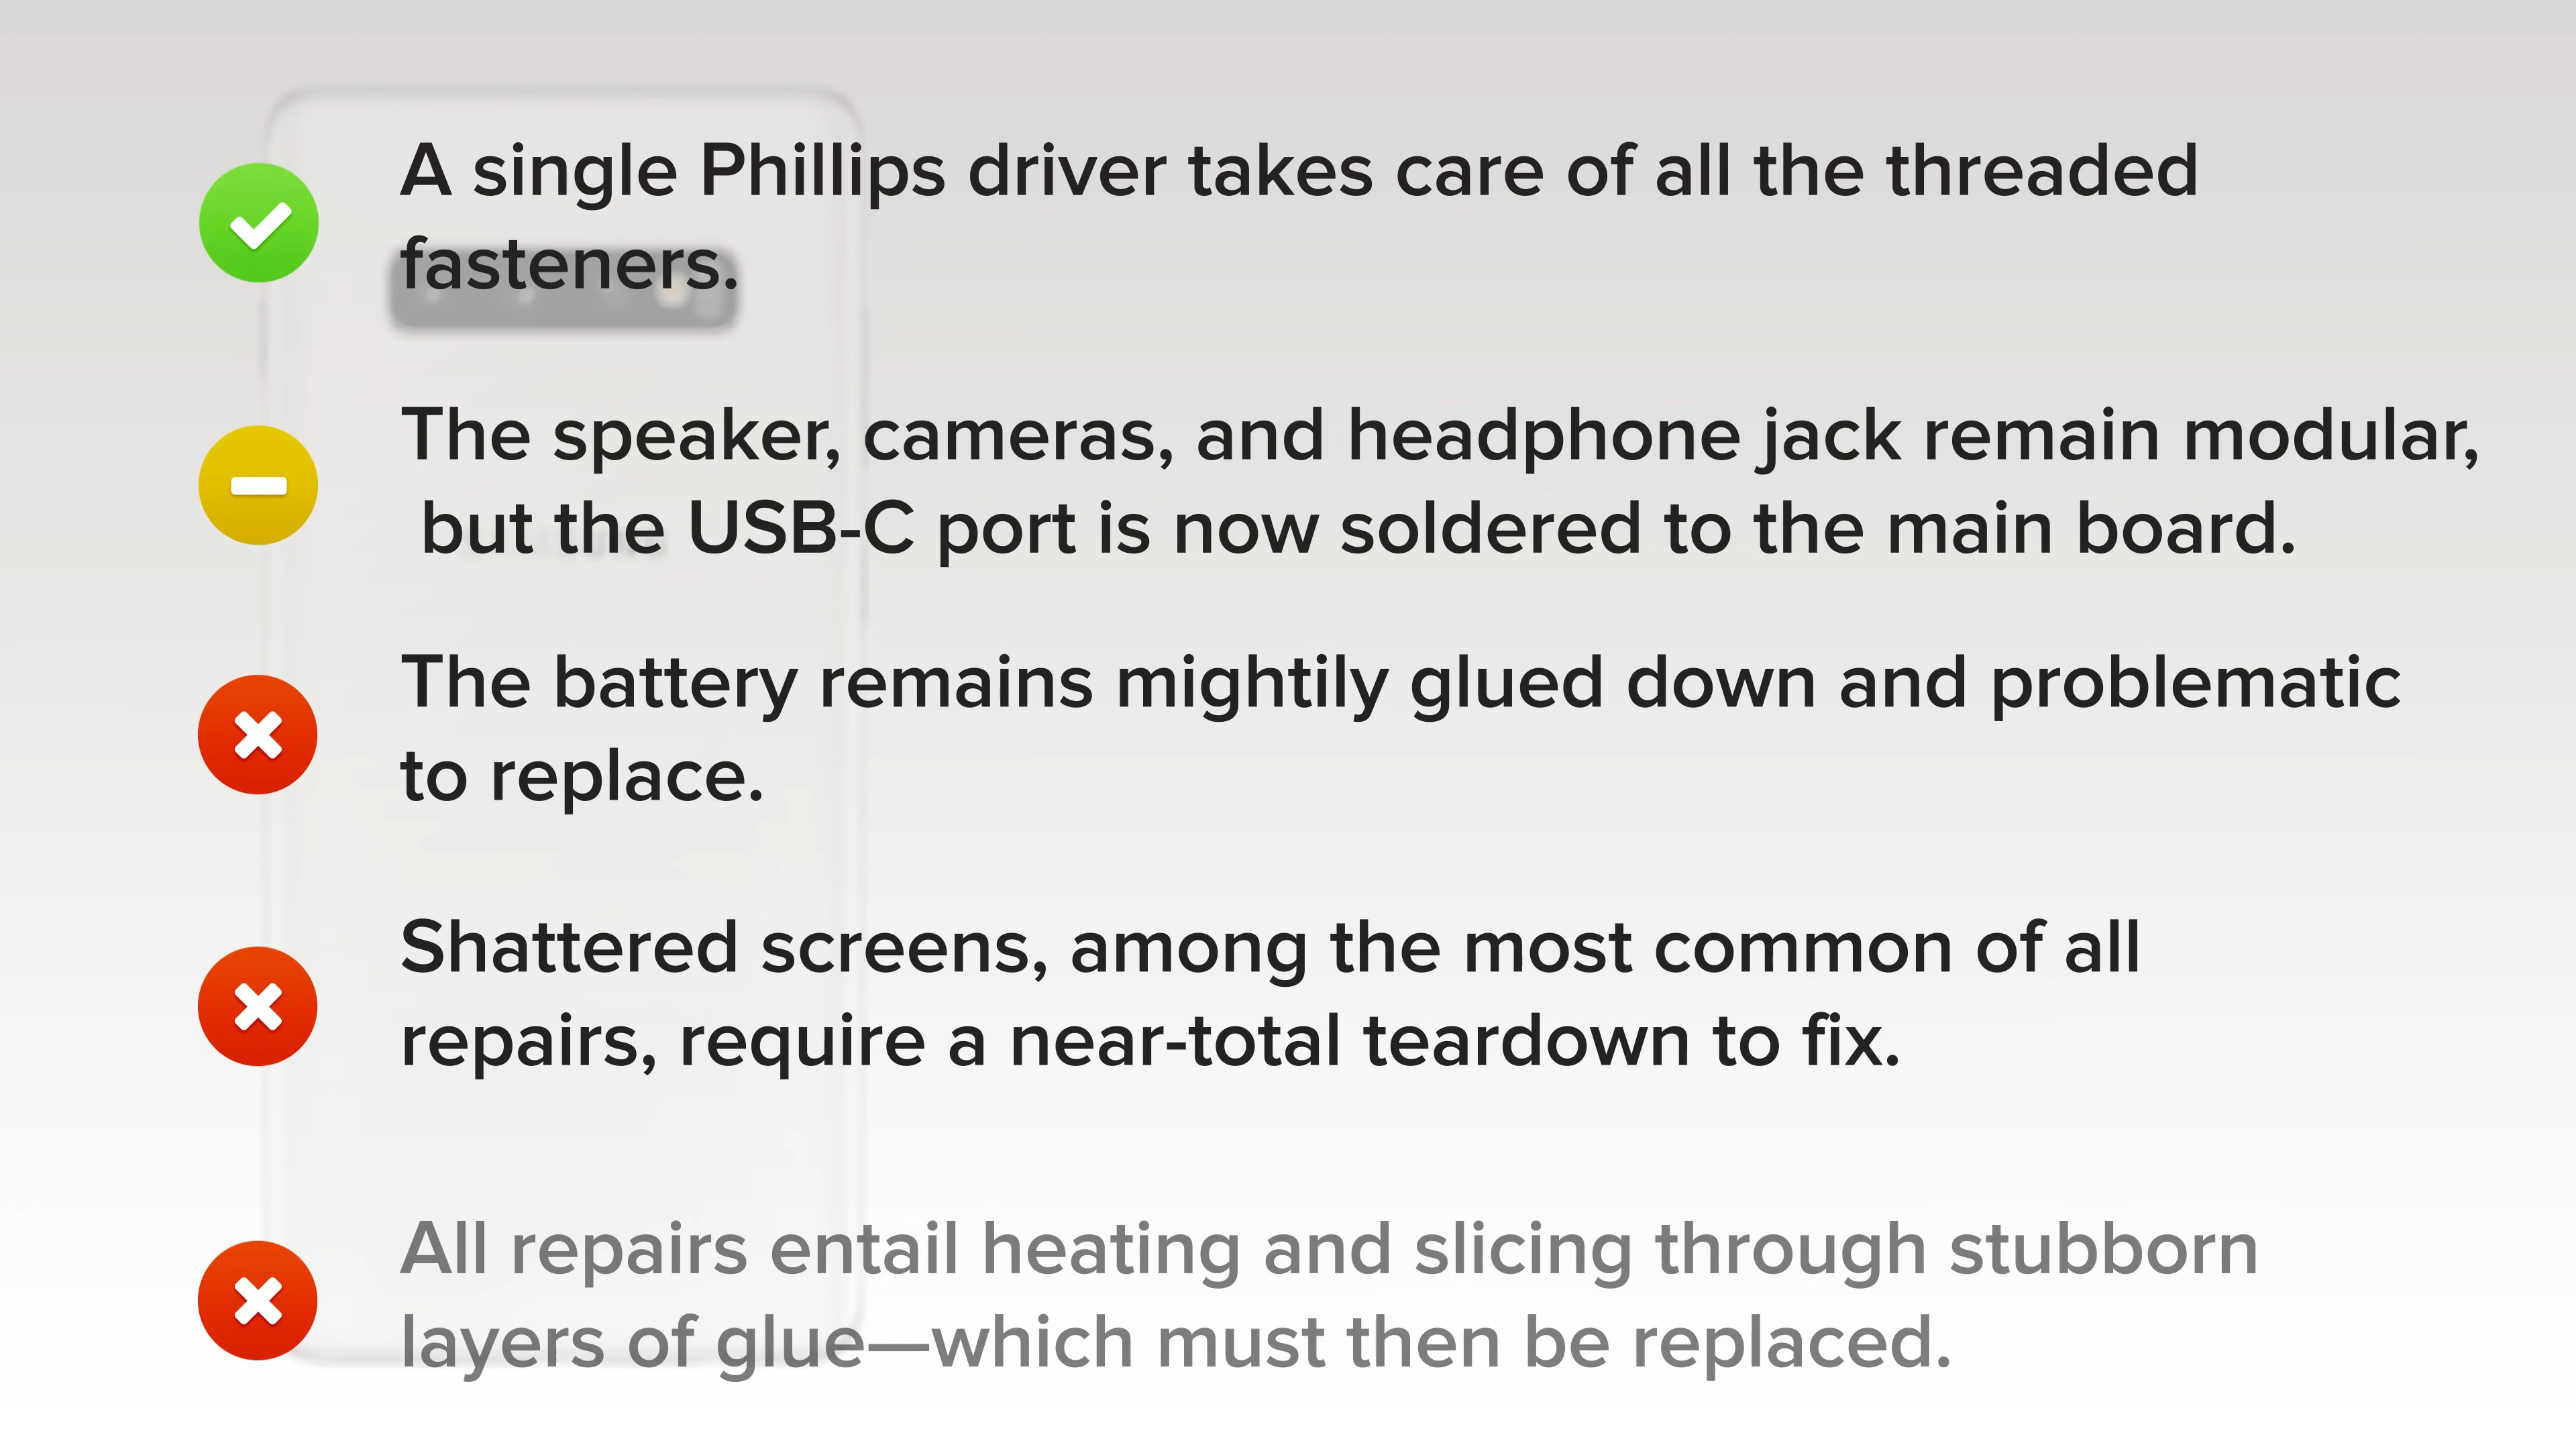 A single Phillips driver takes care of all the threaded
fasteners.
The speaker, cameras, and headphone jack remain modular,
but the USB-C port is now soldered to the main board.
The battery remains mightily glued down and problematic
to replace.
Shattered screens, among the most common of all
repairs, require a near-total teardown to fix.
All repairs entail heating and slicing through stubborn
layers of glue—which must then be replaced.